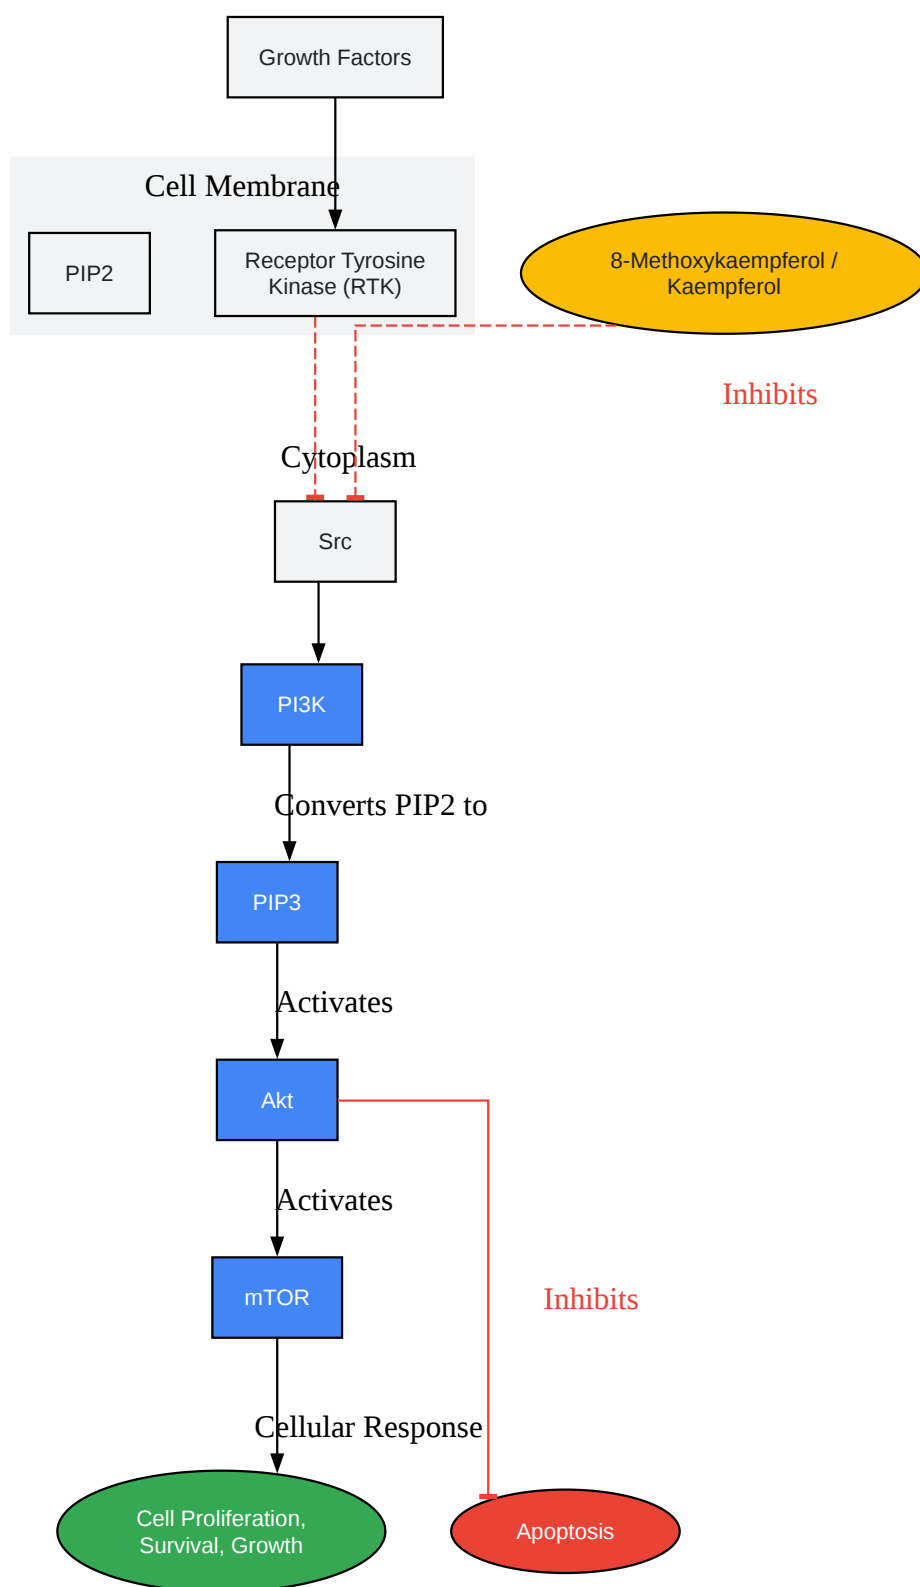 Growth Factors
Cell Membrane
PIP2
Receptor Tyrosine
Kinase (RTK)
8-Methoxykaempferol /
Kaempferol
Inhibits
Cytoplasm
Src
PI3K
Converts PIP2 to
PIP3
Activates
Akt
Activates
mTOR
Inhibits
Cellular Response
Cell Proliferation,
Survival, Growth
Apoptosis